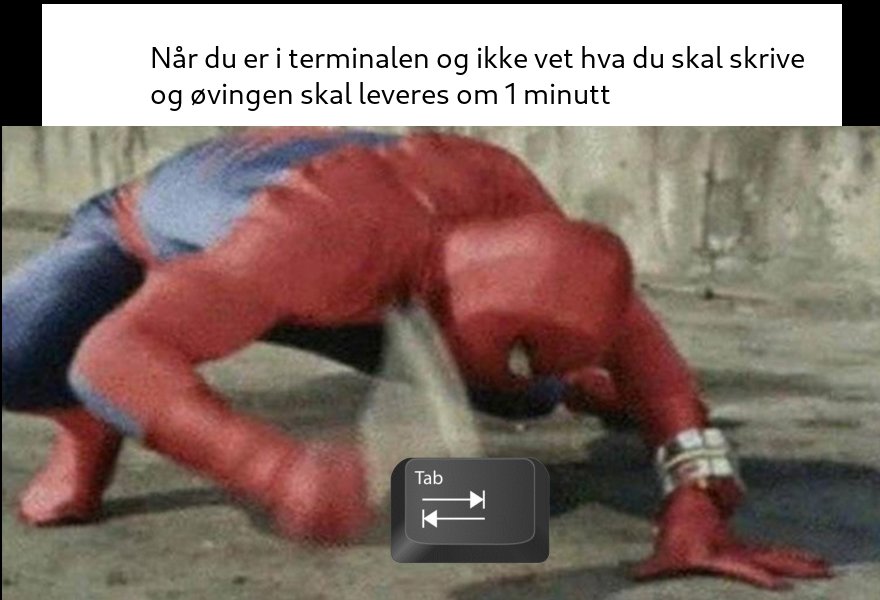 Når du er i terminalen og ikke vet hva du skal skrive
og øvingen skal leveres om 1 minutt
Tab